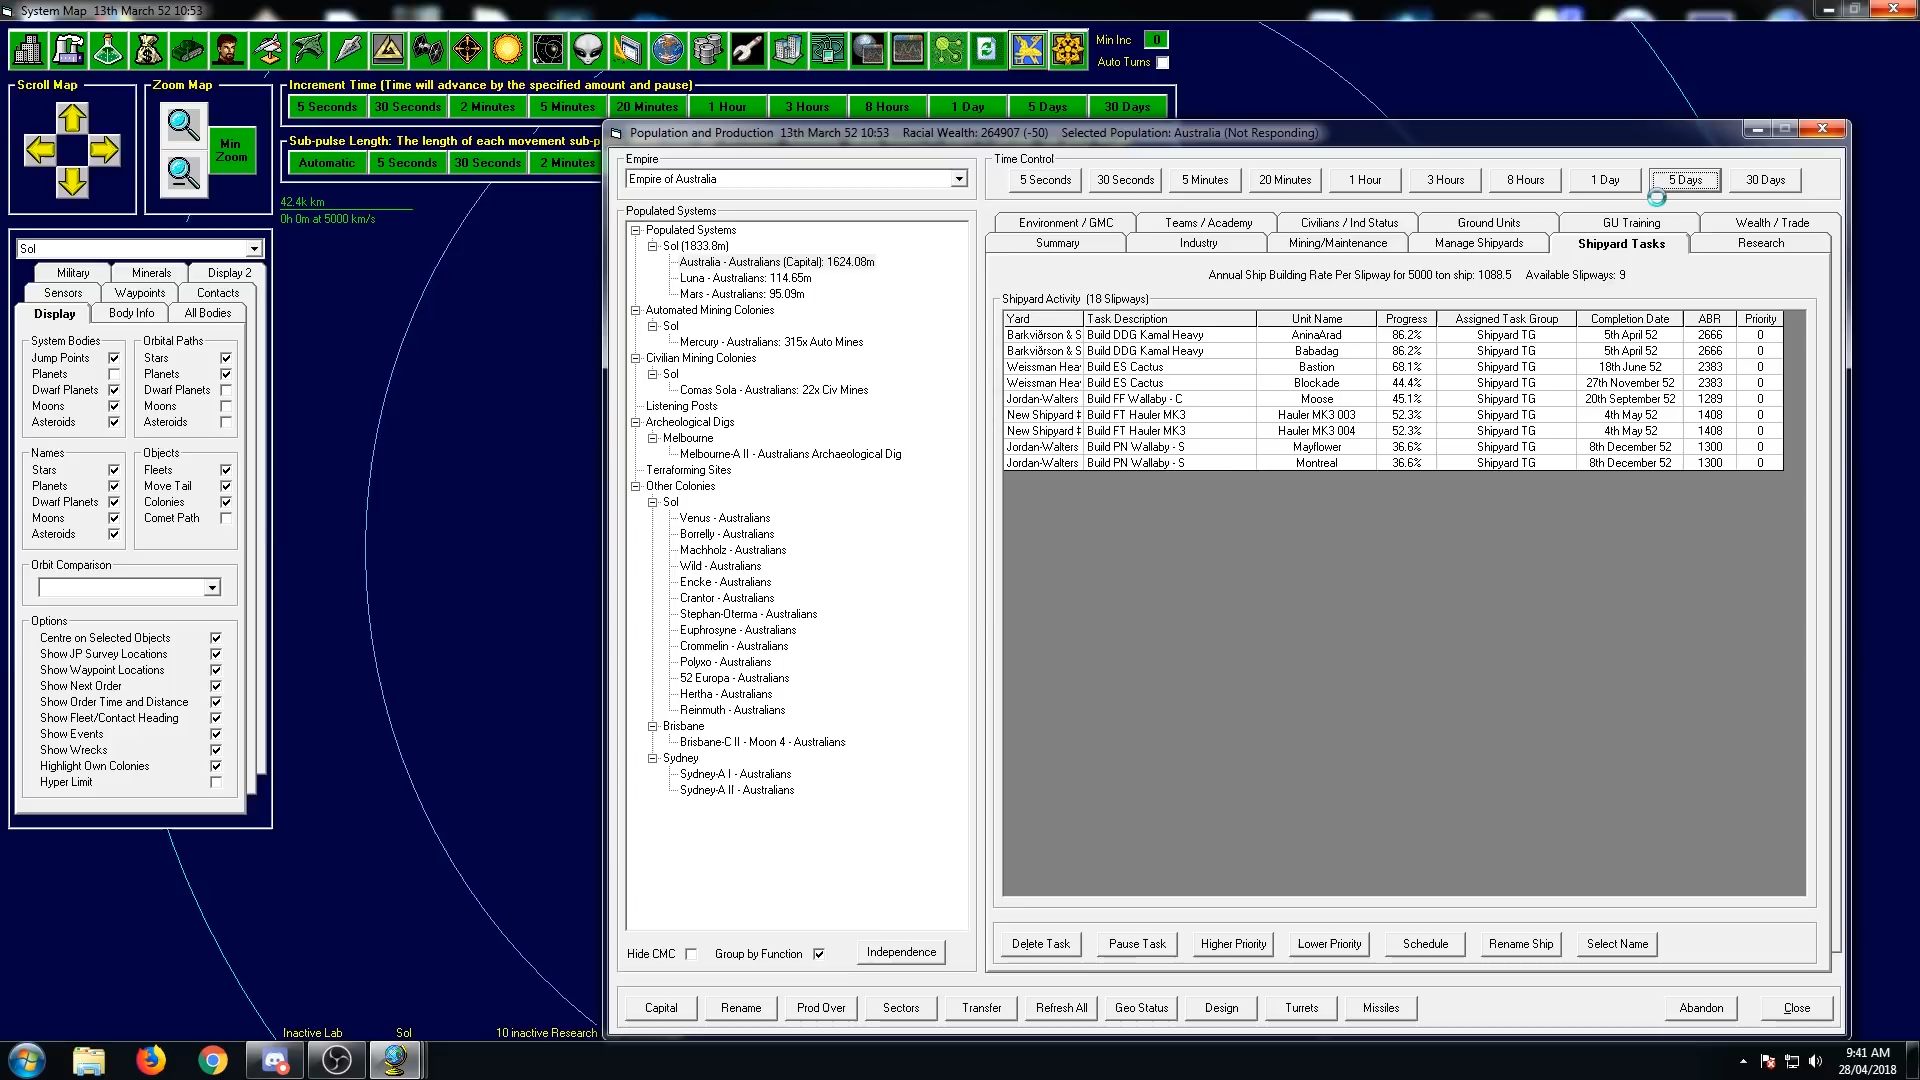 System Map  13th March 52 10:53
Min Inc 0
Auto Turns
Scroll Map
Zoom Map
Min Zoom
Increment Time (Time will advance by the specified amount and pause)
5 Seconds 30 Seconds 2 Minutes 5 Minutes 20 Minutes 1 Hour 3 Hours 8 Hours 1 Day 5 Days 30 Days
Sub-pulse Length: The length of each movement sub-p
Automatic 5 Seconds 30 Seconds 2 Minutes
42.4k km
0h 0m at 5000 km/s
Sol
Military Minerals Display 2
Sensors Waypoints Contacts
Display Body Info All Bodies
System Bodies
Jump Points
Planets
Dwarf Planets
Moons
Asteroids
Orbital Paths
Stars
Planets
Dwarf Planets
Moons
Asteroids
Names
Stars
Planets
Dwarf Planets
Moons
Asteroids
Objects
Fleets
Move Tail
Colonies
Comet Path
Orbit Comparison
Options
Centre on Selected Objects
Show JP Survey Locations
Show Waypoint Locations
Show Next Order
Show Order Time and Distance
Show Fleet/Contact Heading
Show Events
Show Wrecks
Highlight Own Colonies
Hyper Limit
Inactive Lab Sol 10 inactive Research
Population and Production  13th March 52 10:53    Racial Wealth: 264907 (-50)    Selected Population: Australia (Not Responding)
Empire
Empire of Australia
Populated Systems
Populated Systems
Sol (1833.8m)
Australia - Australians (Capital): 1624.08m
Luna - Australians: 114.65m
Mars - Australians: 95.09m
Automated Mining Colonies
Sol
Mercury - Australians: 315x Auto Mines
Civilian Mining Colonies
Sol
Comas Sola - Australians: 22x Civ Mines
Listening Posts
Archeological Digs
Melbourne
Melbourne-A II - Australians Archaeological Dig
Terraforming Sites
Other Colonies
Sol
Venus - Australians
Borrelly - Australians
Machholz - Australians
Wild - Australians
Encke - Australians
Crantor - Australians
Stephan-Oterma - Australians
Euphrosyne - Australians
Crommelin - Australians
Polyxo - Australians
52 Europa - Australians
Hertha - Australians
Reinmuth - Australians
Brisbane
Brisbane-C II - Moon 4 - Australians
Sydney
Sydney-A I - Australians
Sydney-A II - Australians
Hide CMC Group by Function Independence
Time Control
5 Seconds 30 Seconds 5 Minutes 20 Minutes 1 Hour 3 Hours 8 Hours 1 Day 5 Days 30 Days
Environment / GMC Teams / Academy Civilians / Ind Status Ground Units GU Training Wealth / Trade
Summary Industry Mining/Maintenance Manage Shipyards Shipyard Tasks Research
Annual Ship Building Rate Per Slipway for 5000 ton ship: 1088.5    Available Slipways: 9
Shipyard Activity  (18 Slipways)
Yard Task Description Unit Name Progress Assigned Task Group Completion Date ABR Priority
Barkviðrson & S Build DDG Kamal Heavy AninaArad 86.2% Shipyard TG 5th April 52 2666 0
Barkviðrson & S Build DDG Kamal Heavy Babadag 86.2% Shipyard TG 5th April 52 2666 0
Weissman Hea Build ES Cactus Bastion 68.1% Shipyard TG 18th June 52 2383 0
Weissman Hea Build ES Cactus Blockade 44.4% Shipyard TG 27th November 52 2383 0
Jordan-Walters Build FF Wallaby - C Moose 45.1% Shipyard TG 20th September 52 1289 0
New Shipyard Build FT Hauler MK3 Hauler MK3 003 52.3% Shipyard TG 4th May 52 1408 0
New Shipyard Build FT Hauler MK3 Hauler MK3 004 52.3% Shipyard TG 4th May 52 1408 0
Jordan-Walters Build PN Wallaby - S Mayflower 36.6% Shipyard TG 8th December 52 1300 0
Jordan-Walters Build PN Wallaby - S Montreal 36.6% Shipyard TG 8th December 52 1300 0
Delete Task Pause Task Higher Priority Lower Priority Schedule Rename Ship Select Name
Capital Rename Prod Over Sectors Transfer Refresh All Geo Status Design Turrets Missiles Abandon Close
9:41 AM
28/04/2018